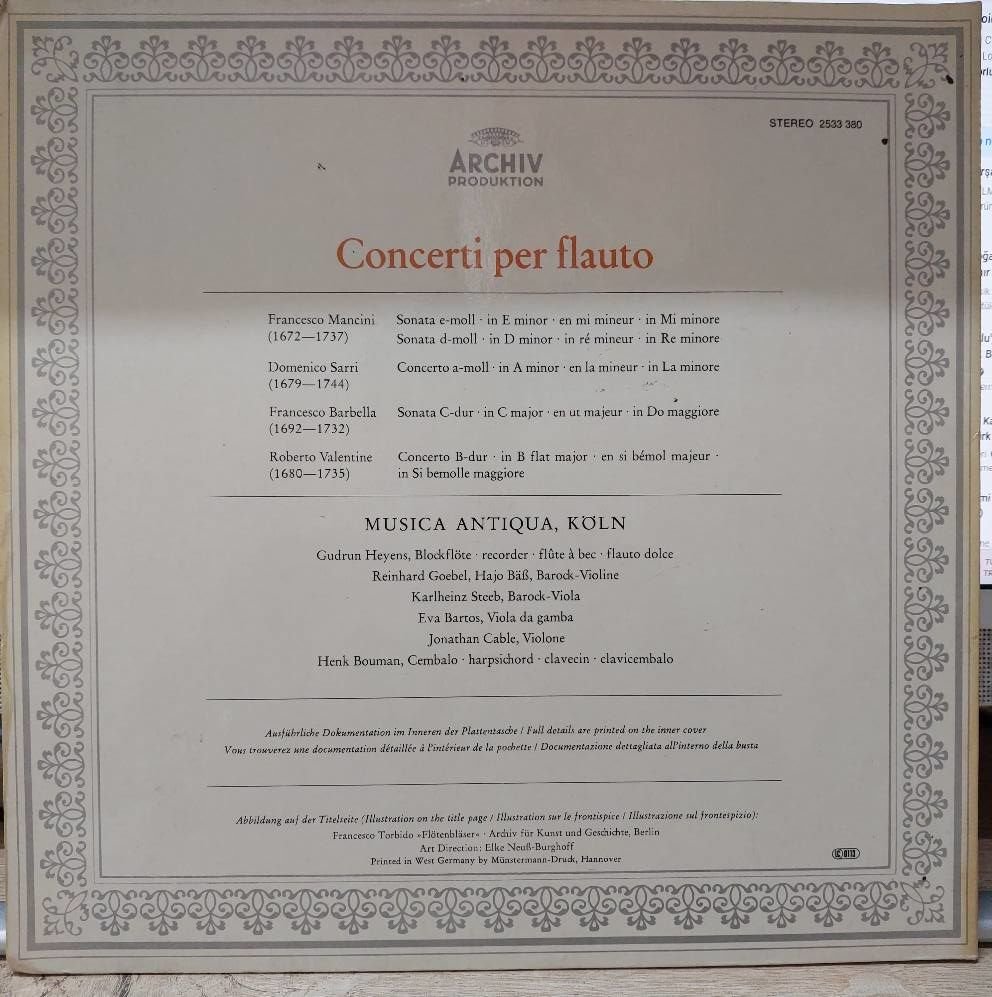 STEREO 2533 380
ARCHIV
PRODUKTION
Concerti per flauto
Francesco Mancini Sonata e-moll · in E minor · en mi mineur · in Mi minore
(1672—1737) Sonata d-moll · in D minor · in ré mineur · in Re minore
Domenico Sarri Concerto a-moll · in A minor · en la mineur · in La minore
(1679—1744)
Francesco Barbella Sonata C-dur · in C major · en ut majeur · in Do maggiore
(1692—1732)
Roberto Valentine Concerto B-dur · in B flat major · en si bémol majeur ·
(1680—1735) in Si bemolle maggiore
MUSICA ANTIQUA, KÖLN
Gudrun Heyens, Blockflöte · recorder · flûte à bec · flauto dolce
Reinhard Goebel, Hajo Bäß, Barock-Violine
Karlheinz Steeb, Barock-Viola
Eva Bartos, Viola da gamba
Jonathan Cable, Violone
Henk Bouman, Cembalo · harpsichord · clavecin · clavicembalo
Ausführliche Dokumentation im Inneren der Plattentasche / Full details are printed on the inner cover
Vous trouverez une documentation détaillée à l'intérieur de la pochette / Documentazione dettagliata all'interno della busta
Abbildung auf der Titelseite (Illustration on the title page / Illustration sur le frontispice / Illustrazione sul frontespizio):
Francesco Torbido »Flötenbläser« · Archiv für Kunst und Geschichte, Berlin
Art Direction: Elke Neuß-Burghoff
Printed in West Germany by Münstermann-Druck, Hannover